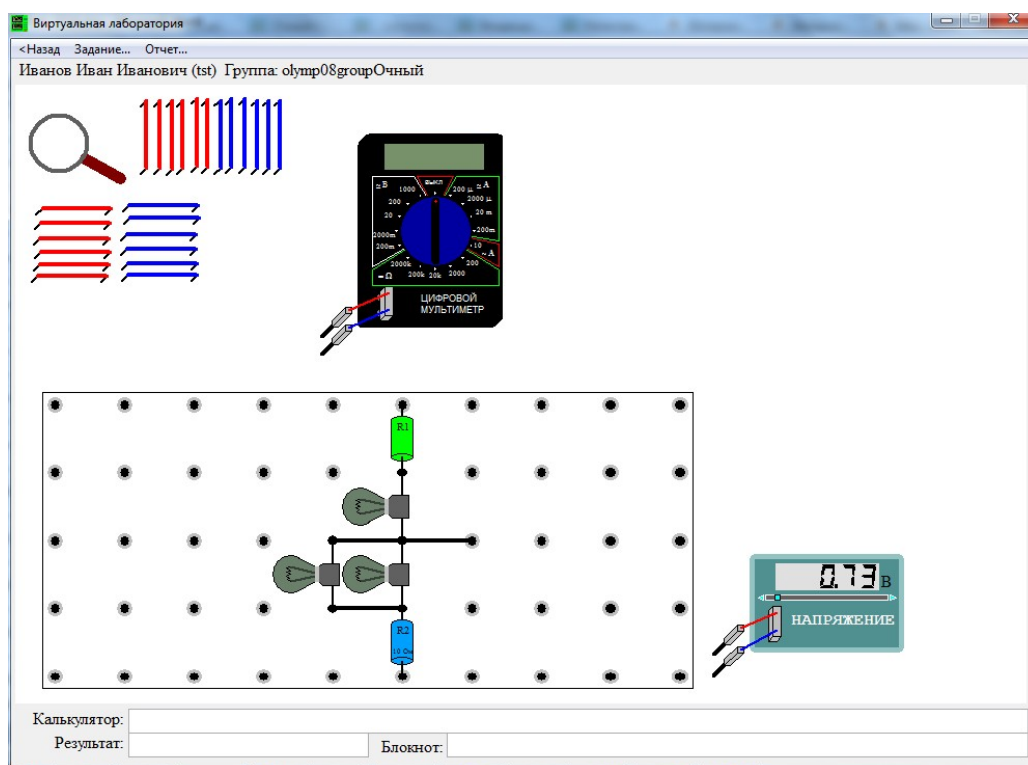 Виртуальная лаборатория
<Назад Задание... Отчет...
Иванов Иван Иванович (tst) Группа: olymp08groupОчный
≃В 1000 ВЫКЛ 200 μ ≃А
200 2000 μ
20 20 m
2000m 200m
200m 10
2000k 200 ~А
=Ω 200k 20k 2000
ЦИФРОВОЙ
МУЛЬТИМЕТР
R1
0.73 В
НАПРЯЖЕНИЕ
R2
10 Ом
Калькулятор:
Результат: Блокнот: